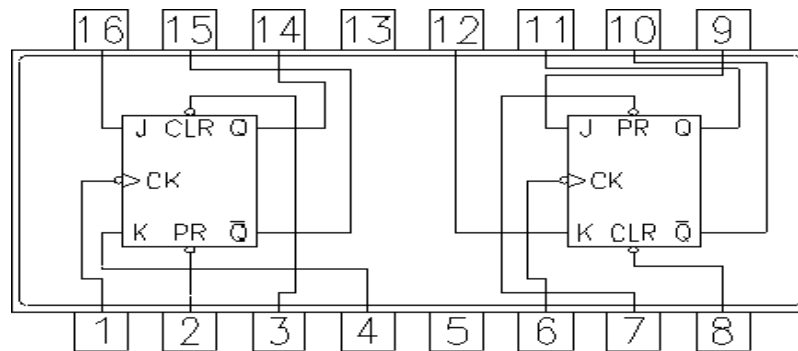 16 15 14 13 12 11 10 9
J CLR Q J PR Q
CK CK
K PR Q̅ K CLR Q̅
1 2 3 4 5 6 7 8